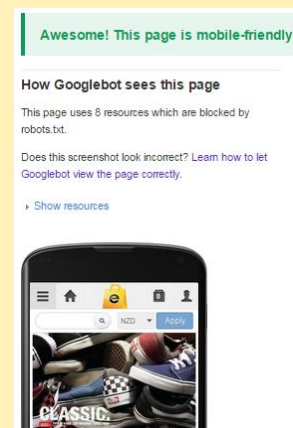 Awesome! This page is mobile-friendly
How Googlebot sees this page
This page uses 8 resources which are blocked by
robots.txt.
Does this screenshot look incorrect? Learn how to let
Googlebot view the page correctly.
Show resources
e
NZD
Apply
CLASSIC.